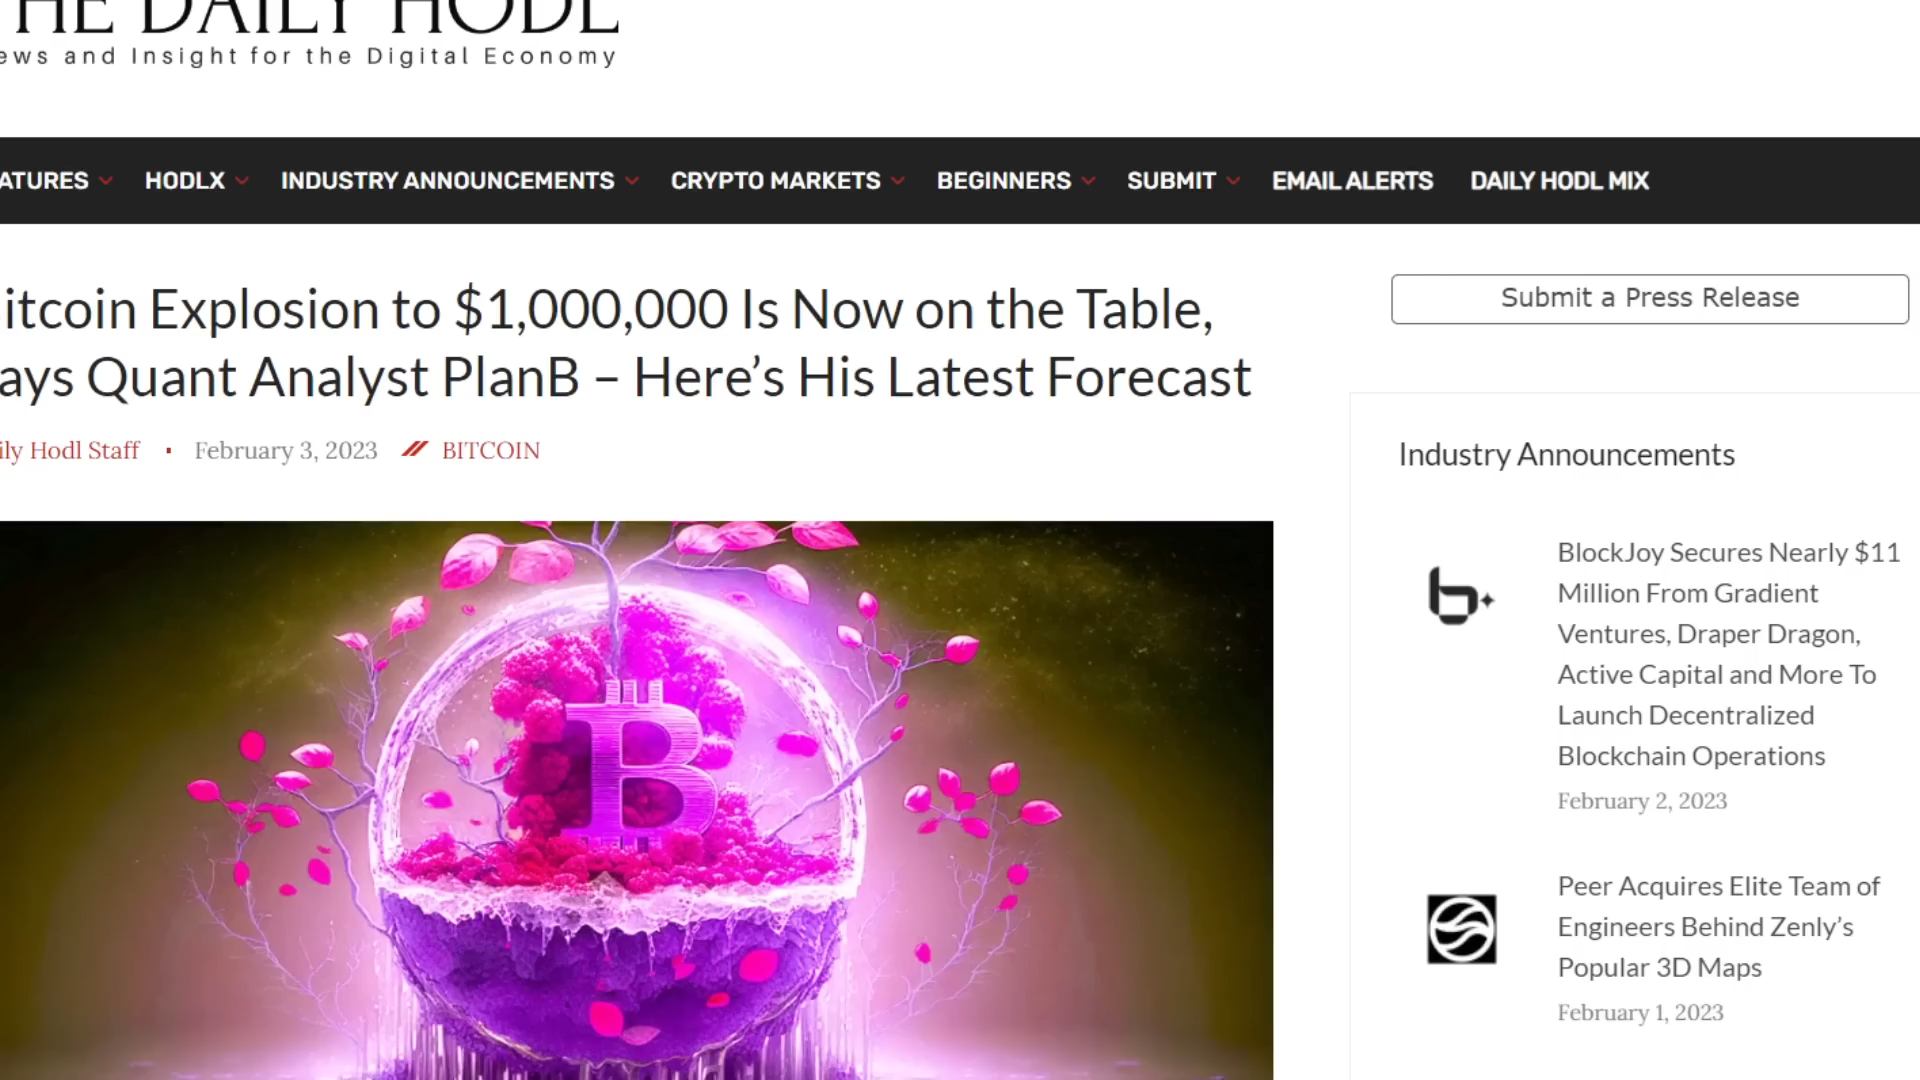 HE DAILY HODL
ews and Insight for the Digital Economy
ATURES HODLX INDUSTRY ANNOUNCEMENTS CRYPTO MARKETS BEGINNERS SUBMIT EMAIL ALERTS DAILY HODL MIX
itcoin Explosion to $1,000,000 Is Now on the Table,
ays Quant Analyst PlanB – Here’s His Latest Forecast
ily Hodl Staff · February 3, 2023 BITCOIN
Submit a Press Release
Industry Announcements
BlockJoy Secures Nearly $11
Million From Gradient
Ventures, Draper Dragon,
Active Capital and More To
Launch Decentralized
Blockchain Operations
February 2, 2023
Peer Acquires Elite Team of
Engineers Behind Zenly’s
Popular 3D Maps
February 1, 2023